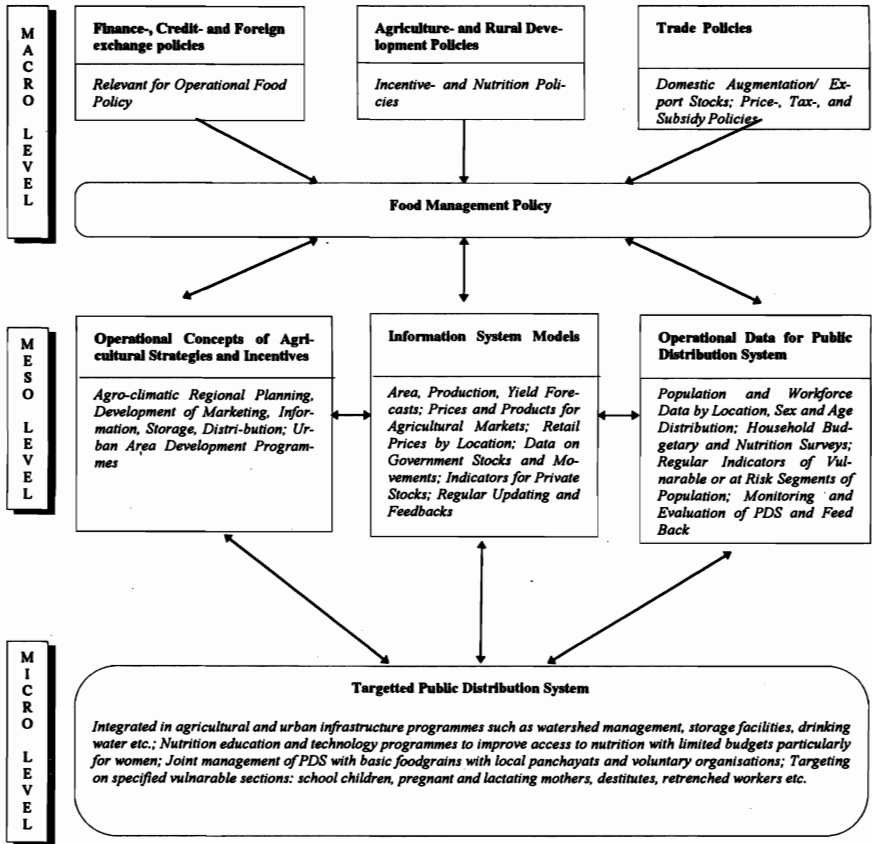 MACRO LEVEL
Finance-, Credit- and Foreign
exchange policies
Relevant for Operational Food
Policy
Agriculture- and Rural Deve-
lopment Policies
Incentive- and Nutrition Poli-
cies
Trade Policies
Domestic Augmentation/ Ex-
port Stocks; Price-, Tax-, and
Subsidy Policies
Food Management Policy
MESO LEVEL
Operational Concepts of Agri-
cultural Strategies and Incentives
Agro-climatic Regional Planning,
Development of Marketing, Infor-
mation, Storage, Distri-bution; Ur-
ban Area Development Program-
mes
Information System Models
Area, Production, Yield Fore-
casts; Prices and Products for
Agricultural Markets; Retail
Prices by Location; Data on
Government Stocks and Mo-
vements; Indicators for Private
Stocks; Regular Updating and
Feedbacks
Operational Data for Public
Distribution System
Population and Workforce
Data by Location, Sex and Age
Distribution; Household Bud-
getary and Nutrition Surveys;
Regular Indicators of Vul-
narable or at Risk Segments of
Population; Monitoring and
Evaluation of PDS and Feed
Back
MICRO LEVEL
Targetted Public Distribution System
Integrated in agricultural and urban infrastructure programmes such as watershed management, storage facilities, drinking
water etc.; Nutrition education and technology programmes to improve access to nutrition with limited budgets particularly
for women; Joint management of PDS with basic foodgrains with local panchayats and voluntary organisations; Targeting
on specified vulnarable sections: school children, pregnant and lactating mothers, destitutes, retrenched workers etc.